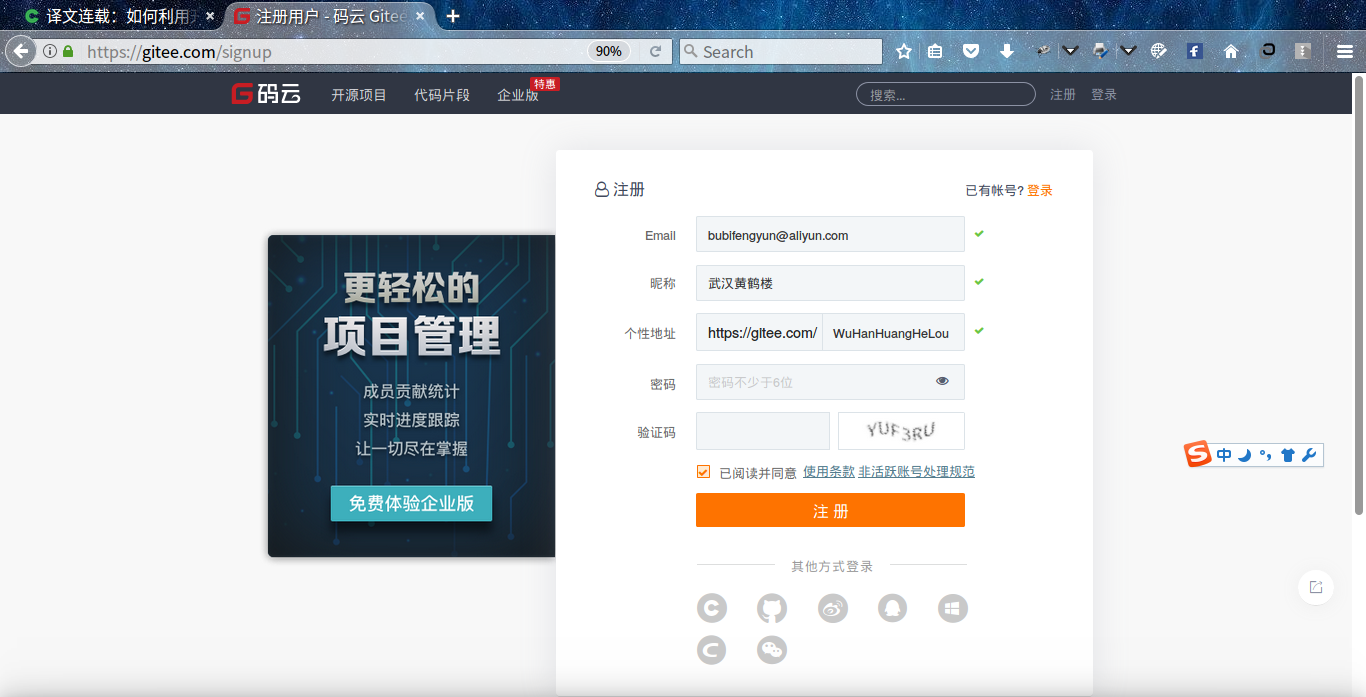 译文连载：如何利用开
注册用户 - 码云 Gitee
https://gitee.com/signup
90%
Search
码云
开源项目
代码片段
企业版
特惠
搜索...
注册
登录
注册
已有帐号? 登录
Email
bubifengyun@aliyun.com
昵称
武汉黄鹤楼
个性地址
https://gitee.com/
WuHanHuangHeLou
密码
密码不少于6位
验证码
YUF3RU
已阅读并同意 使用条款 非活跃账号处理规范
注 册
其他方式登录
更轻松的
项目管理
成员贡献统计
实时进度跟踪
让一切尽在掌握
免费体验企业版
中